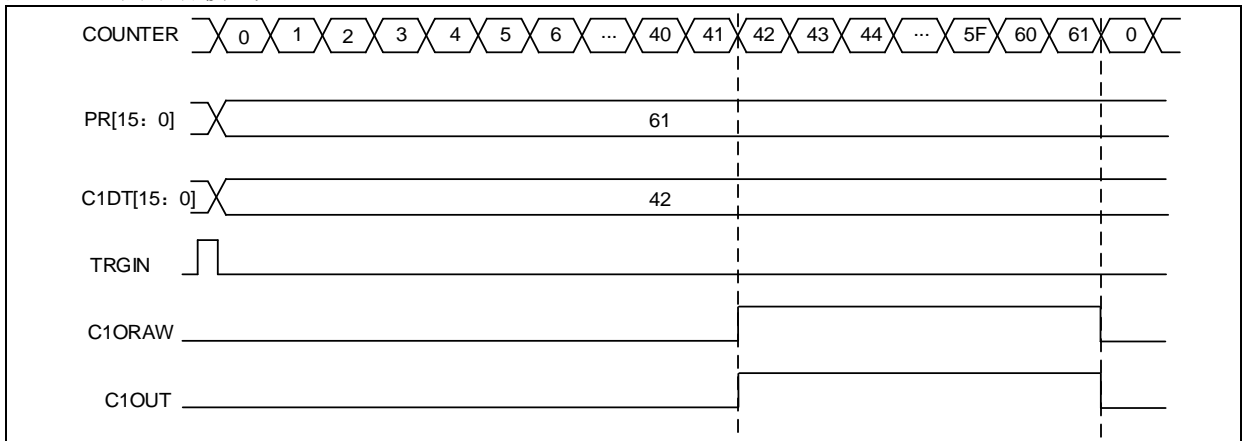 COUNTER 0 1 2 3 4 5 6 ... 40 41 42 43 44 ... 5F 60 61 0
PR[15：0] 61
C1DT[15：0] 42
TRGIN
C1ORAW
C1OUT